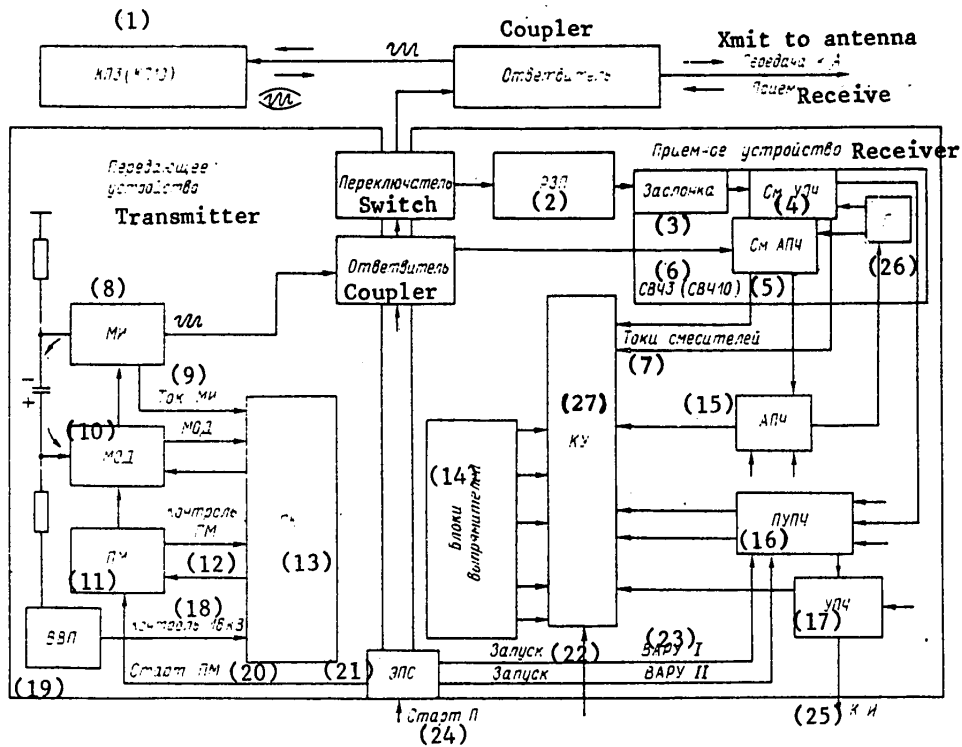 (1)
Coupler
Xmit to antenna
КПЗ (КП10)
Ответвитель
Передача к А
Прием
Receive
Передающее
устройство
Transmitter
Приемное устройство
Receiver
Переключатель
Switch
РЗП
(2)
Заслонка
(3)
См УПЧ
(4)
Г
(26)
Ответвитель
Coupler
(6)
См АПЧ
(5)
СВЧ3 (СВЧ10)
(8)
МИ
Токи смесителей
(7)
(9)
Ток МИ
(10)
МОД
МОД
(27)
КУ
(15)
АПЧ
(14)
Блоки
выпрямителей
контроль
ПМ
(12)
ПМ
(11)
(13)
ПУПЧ
(16)
(18)
контроль 16кВ
ВВП
(19)
УПЧ
(17)
Старт ПМ
(20)
(21)
ЗПС
Запуск
(22)
(23)
ВАРУ I
Запуск
ВАРУ II
Старт П
(24)
(25)
К И